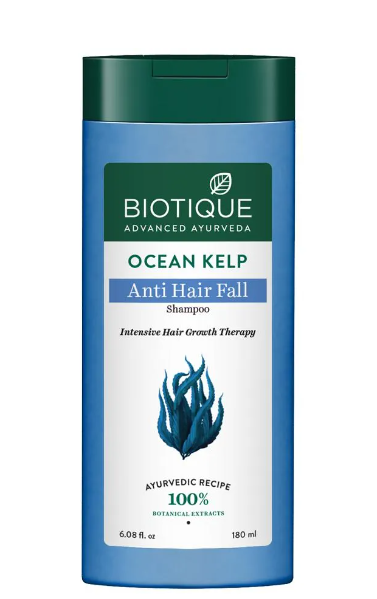 BIOTIQUE
ADVANCED AYURVEDA
OCEAN KELP
Anti Hair Fall
Shampoo
Intensive Hair Growth Therapy
AYURVEDIC RECIPE
100%
BOTANICAL EXTRACTS
6.08 fl. oz 180 ml